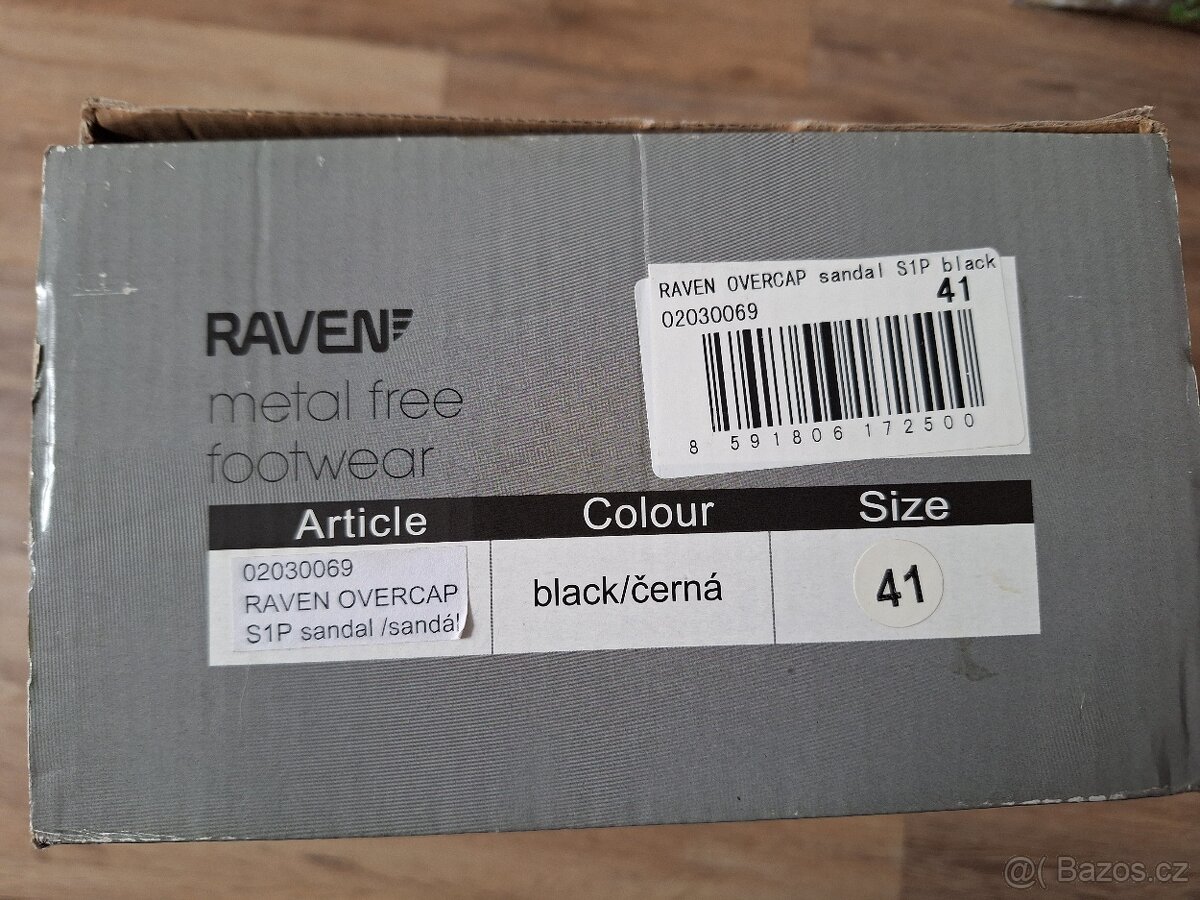 RAVEN
metal free
footwear
RAVEN OVERCAP sandal S1P black
41
02030069
8 591806 172500
Article Colour Size
02030069
RAVEN OVERCAP
S1P sandal /sandál
black/černá
41
@( Bazos.cz